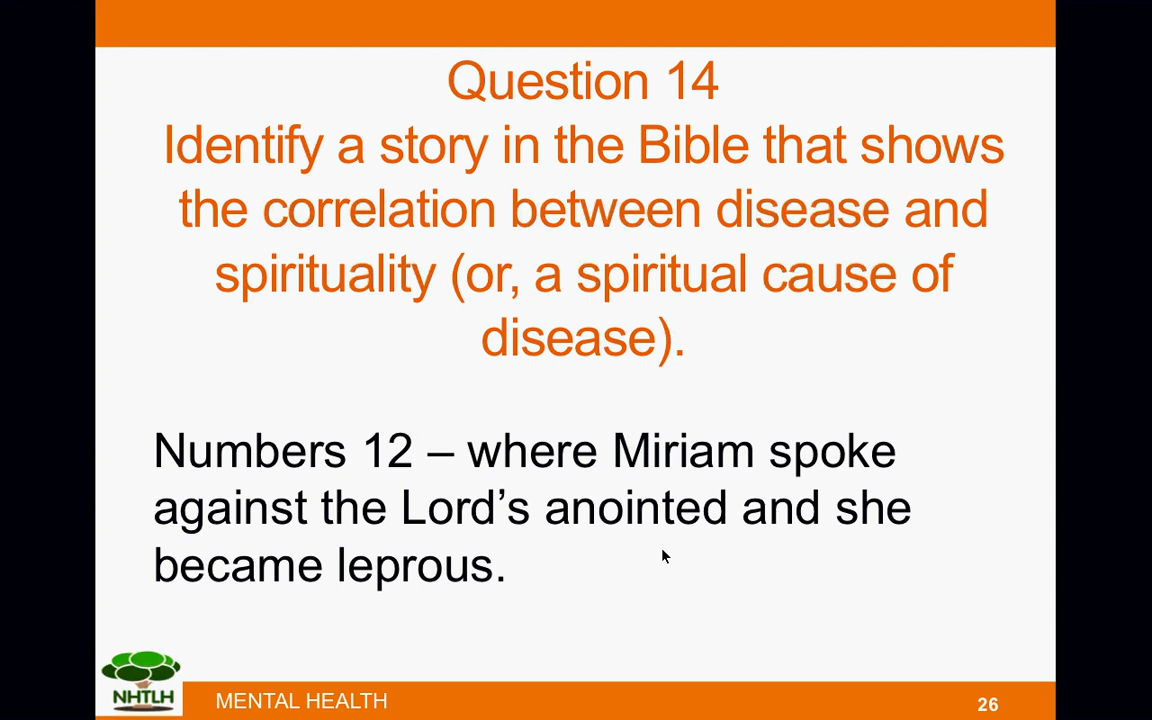 Question 14
Identify a story in the Bible that shows
the correlation between disease and
spirituality (or, a spiritual cause of
disease).
Numbers 12 – where Miriam spoke
against the Lord’s anointed and she
became leprous.
NHTLH
MENTAL HEALTH
26